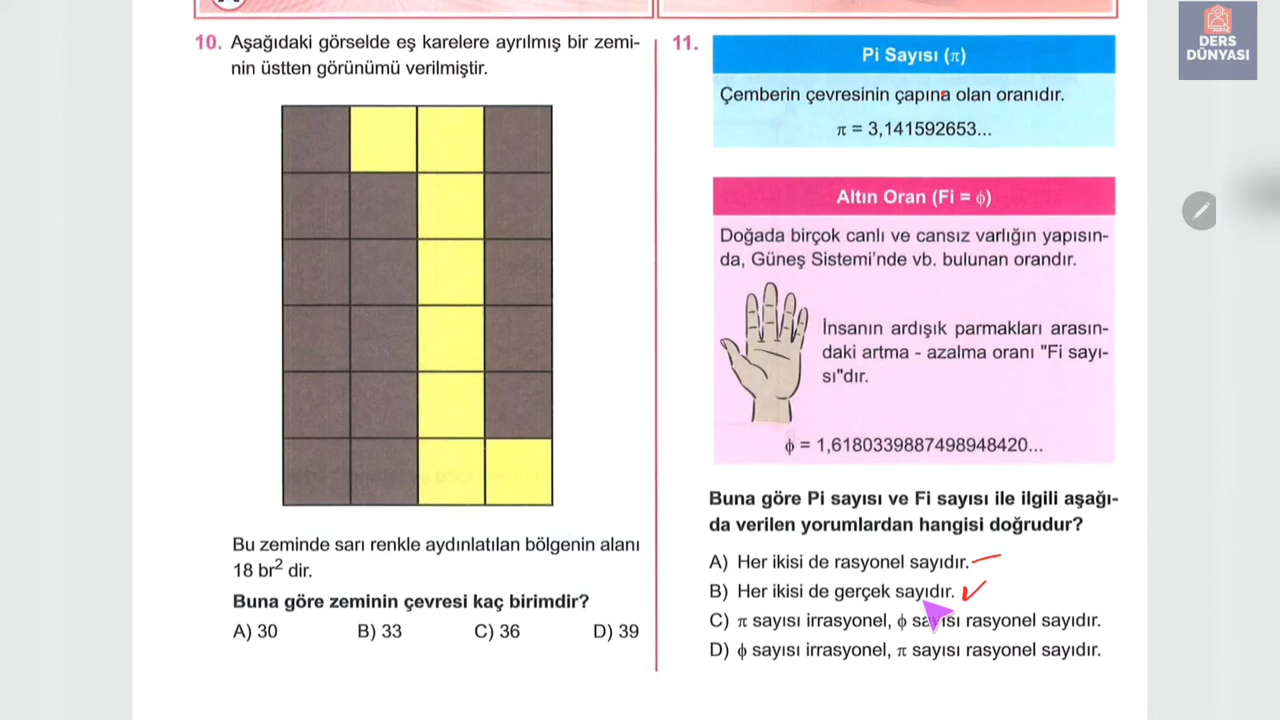 DERS
DÜNYASI
10. Aşağıdaki görselde eş karelere ayrılmış bir zemi-
nin üstten görünümü verilmiştir.
Bu zeminde sarı renkle aydınlatılan bölgenin alanı
18 br² dir.
Buna göre zeminin çevresi kaç birimdir?
A) 30 B) 33 C) 36 D) 39
11.
Pi Sayısı (π)
Çemberin çevresinin çapına olan oranıdır.
π = 3,141592653...
Altın Oran (Fi = ϕ)
Doğada birçok canlı ve cansız varlığın yapısın-
da, Güneş Sistemi'nde vb. bulunan orandır.
İnsanın ardışık parmakları arasın-
daki artma - azalma oranı "Fi sayı-
sı"dır.
ϕ = 1,6180339887498948420...
Buna göre Pi sayısı ve Fi sayısı ile ilgili aşağı-
da verilen yorumlardan hangisi doğrudur?
A) Her ikisi de rasyonel sayıdır.
B) Her ikisi de gerçek sayıdır.
C) π sayısı irrasyonel, ϕ sayısı rasyonel sayıdır.
D) ϕ sayısı irrasyonel, π sayısı rasyonel sayıdır.